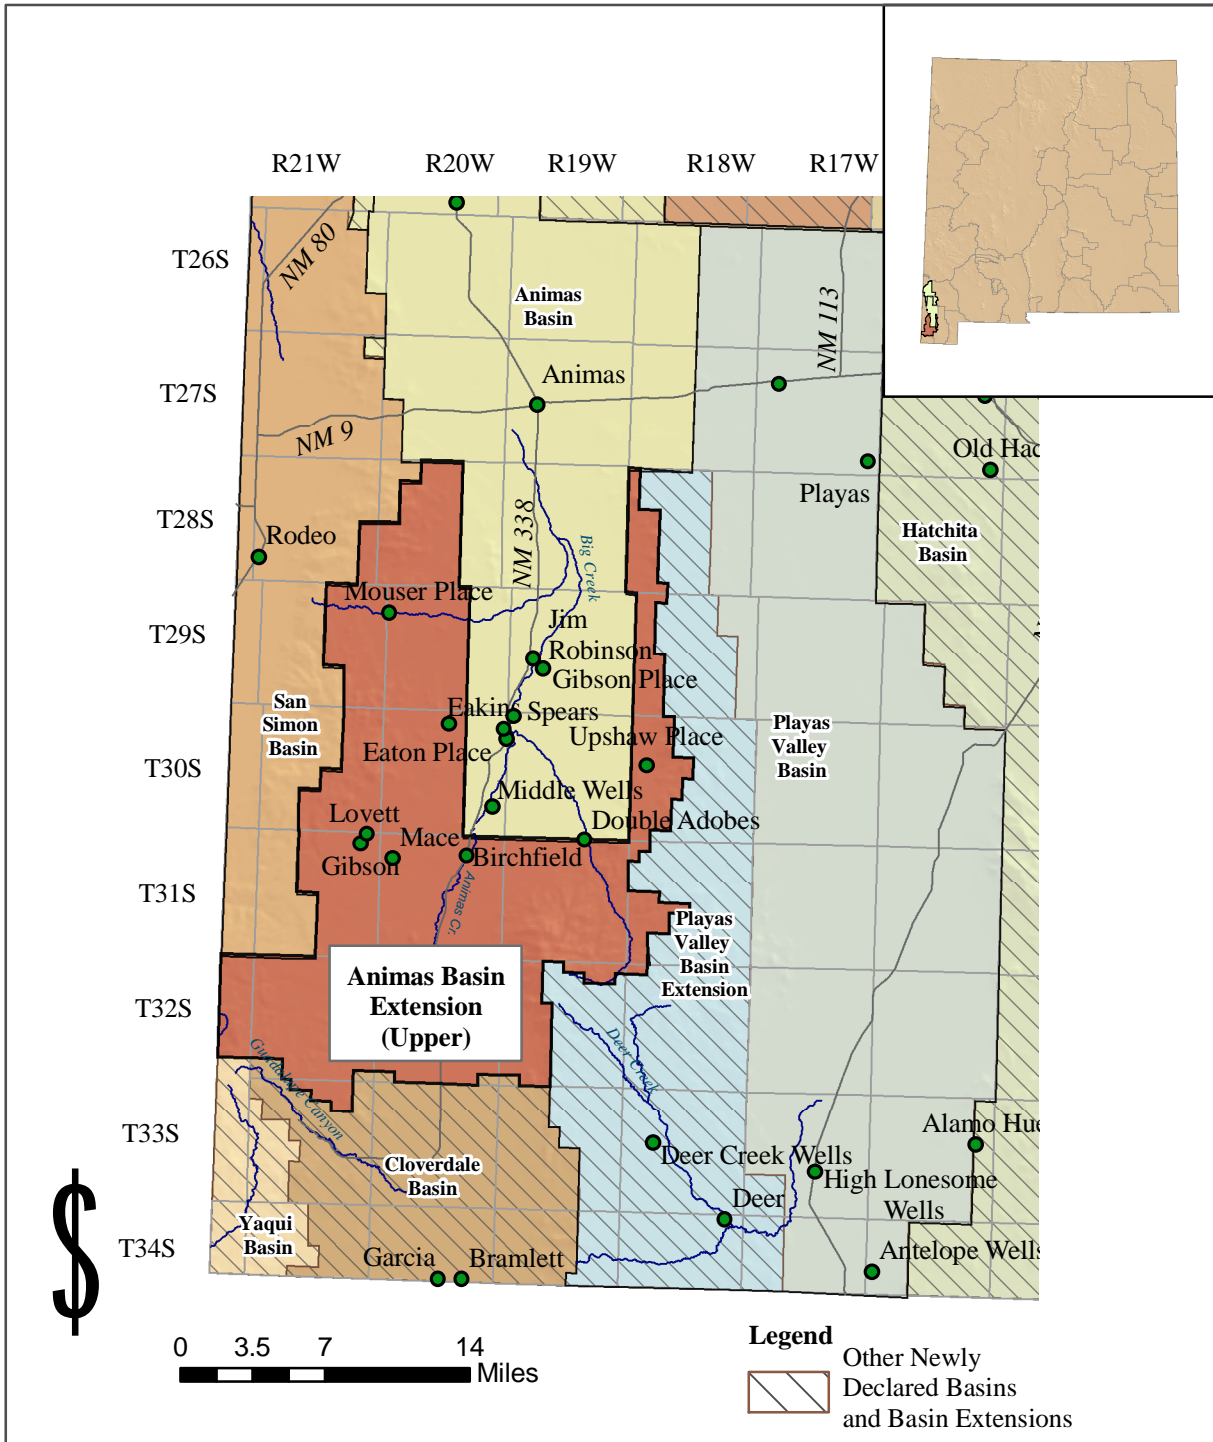 R21W
R20W
R19W
R18W
R17W
T26S
NM 80
Animas
Basin
NM 113
T27S
Animas
NM 9
Old Hac
Playas
T28S
NM 338
Hatchita
Basin
Rodeo
Big Creek
Mouser Place
T29S
Jim
Robinson
Gibson Place
San
Simon
Basin
Eakins
Spears
Playas
Valley
Basin
Eaton Place
Upshaw Place
T30S
Middle Wells
Lovett
Double Adobes
Mace
Gibson
Birchfield
T31S
Animas Cr.
Playas
Valley
Basin
Extension
Animas Basin
Extension
(Upper)
T32S
Deer Creek
Guadalupe Canyon
T33S
Alamo Hue
Deer Creek Wells
Cloverdale
Basin
High Lonesome
Wells
Deer
Yaqui
Basin
T34S
Garcia
Bramlett
Antelope Wells
$
0
3.5
7
14
Miles
Legend
Other Newly
Declared Basins
and Basin Extensions